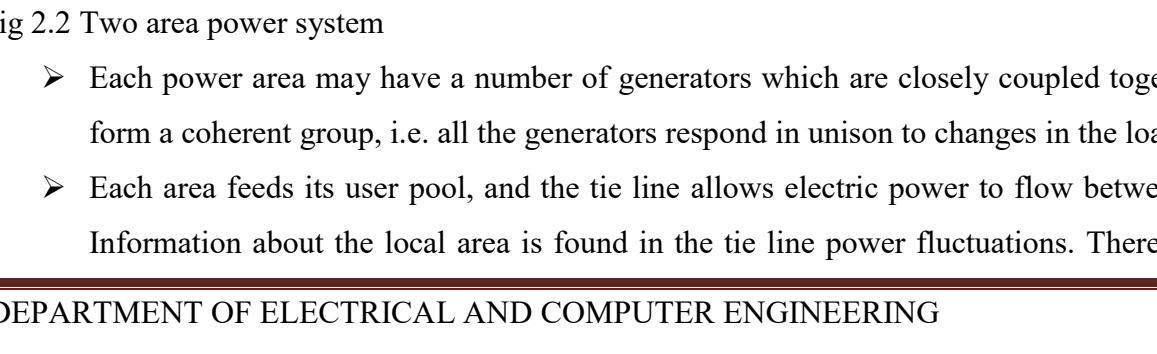 ig 2.2 Two area power system
➢ Each power area may have a number of generators which are closely coupled toge
form a coherent group, i.e. all the generators respond in unison to changes in the loa
➢ Each area feeds its user pool, and the tie line allows electric power to flow betwe
Information about the local area is found in the tie line power fluctuations. There
DEPARTMENT OF ELECTRICAL AND COMPUTER ENGINEERING